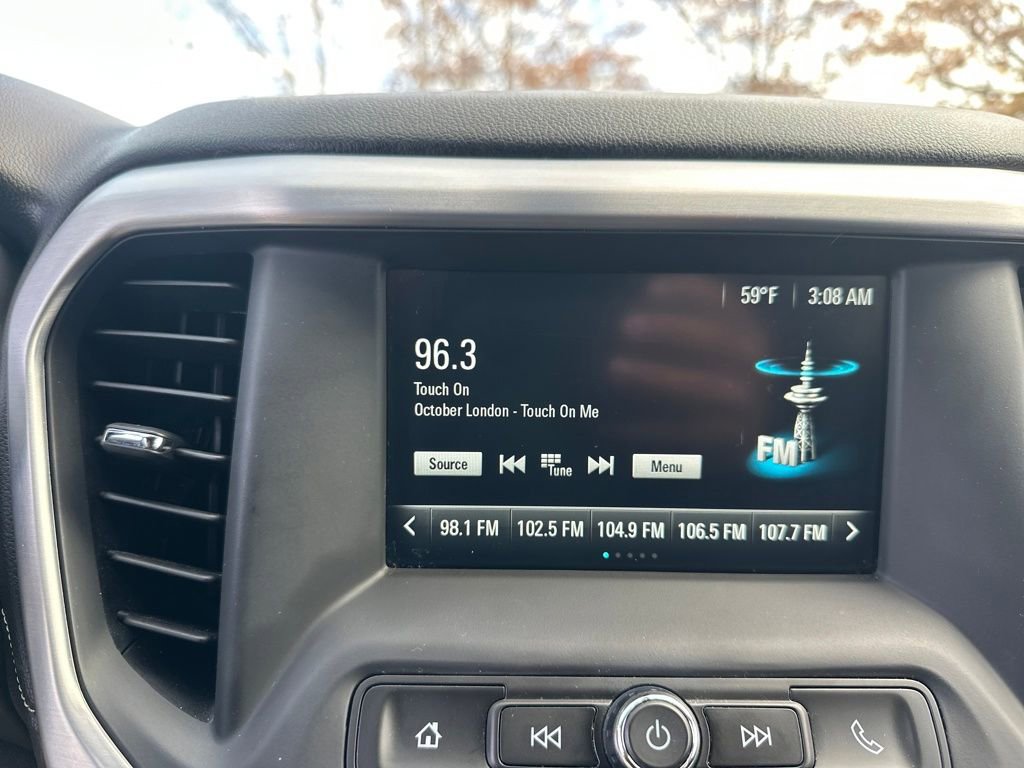 59°F 3:08 AM
96.3
Touch On
October London - Touch On Me
FM
Source Tune Menu
98.1 FM 102.5 FM 104.9 FM 106.5 FM 107.7 FM